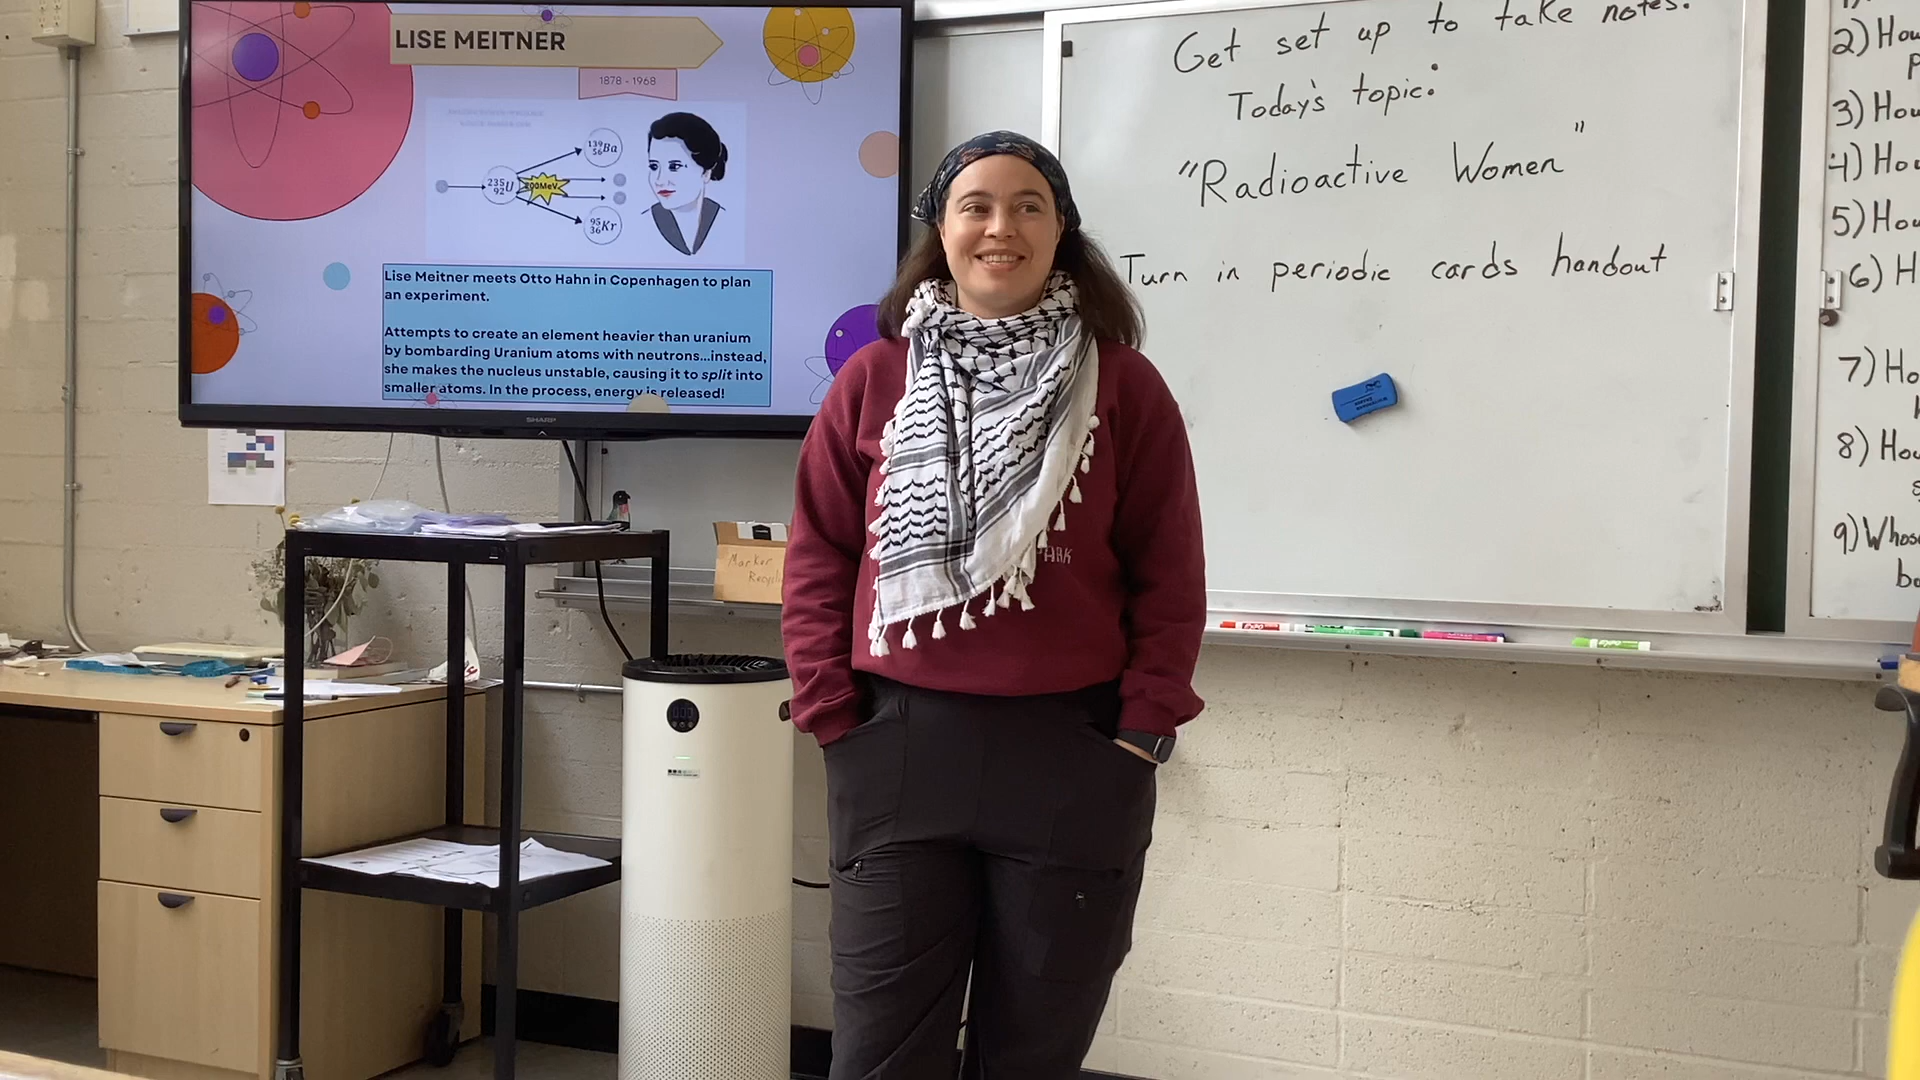 LISE MEITNER
1878 - 1968
139 56 Ba
235 92 U
200MeV
95 36 Kr
Lise Meitner meets Otto Hahn in Copenhagen to plan
an experiment.
Attempts to create an element heavier than uranium
by bombarding Uranium atoms with neutrons...instead,
she makes the nucleus unstable, causing it to split into
smaller atoms. In the process, energy is released!
SHARP
Get set up to take notes.
Today's topic:
"Radioactive Women"
Turn in periodic cards handout
2) How
3) How
4) How
5) How
6) H
7) Ho
8) How
9) Whose
Marker
PARK